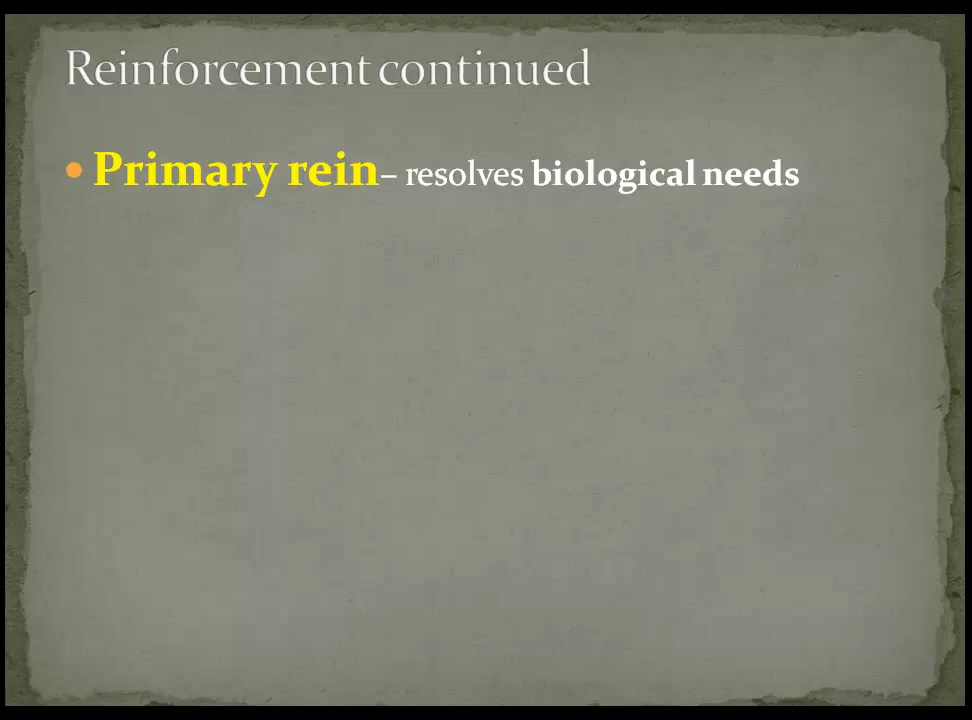 Reinforcement continued
• Primary rein– resolves biological needs